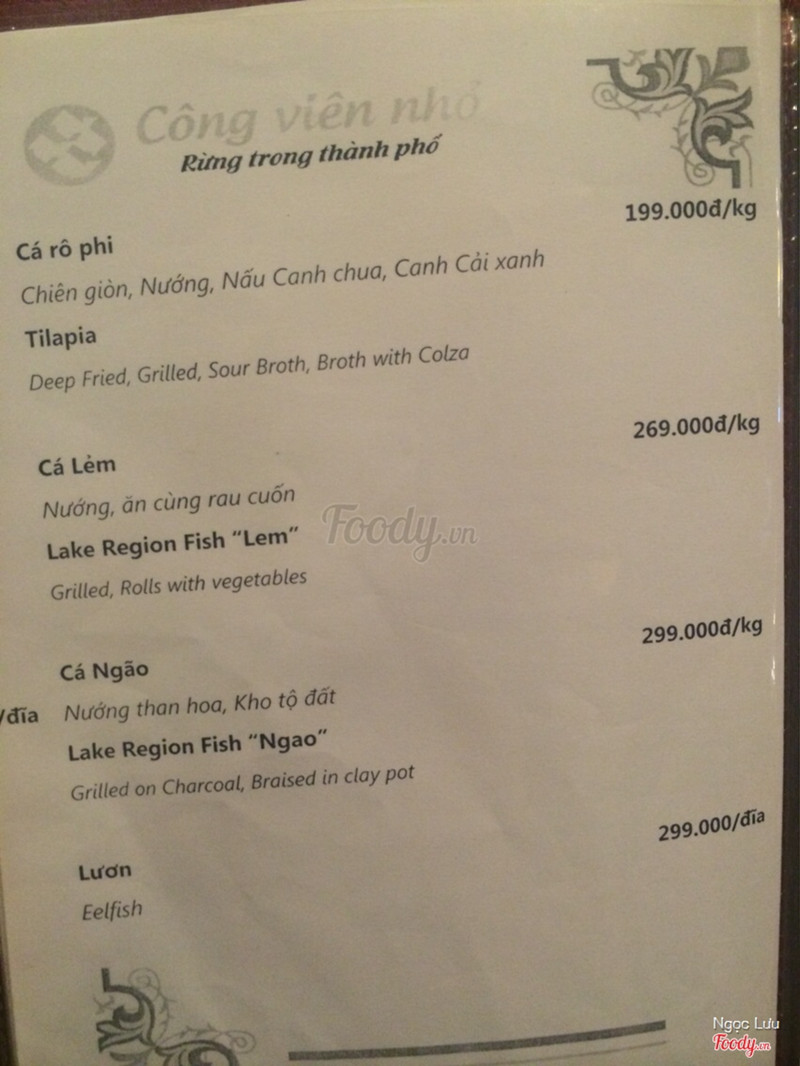 Công viên nhỏ
Rừng trong thành phố
199.000đ/kg
Cá rô phi
Chiên giòn, Nướng, Nấu Canh chua, Canh Cải xanh
Tilapia
Deep Fried, Grilled, Sour Broth, Broth with Colza
269.000đ/kg
Cá Lẻm
Nướng, ăn cùng rau cuốn
Lake Region Fish “Lem”
Grilled, Rolls with vegetables
Foody.vn
299.000đ/kg
Cá Ngão
/đĩa
Nướng than hoa, Kho tộ đất
Lake Region Fish “Ngao”
Grilled on Charcoal, Braised in clay pot
299.000/đĩa
Lươn
Eelfish
Ngọc Lưu
Foody.vn